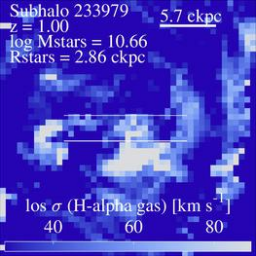 Subhalo 233979
5.7 ckpc
z = 1.00
log Mstars = 10.66
Rstars = 2.86 ckpc
los σ (H-alpha gas) [km s⁻¹]
40 60 80